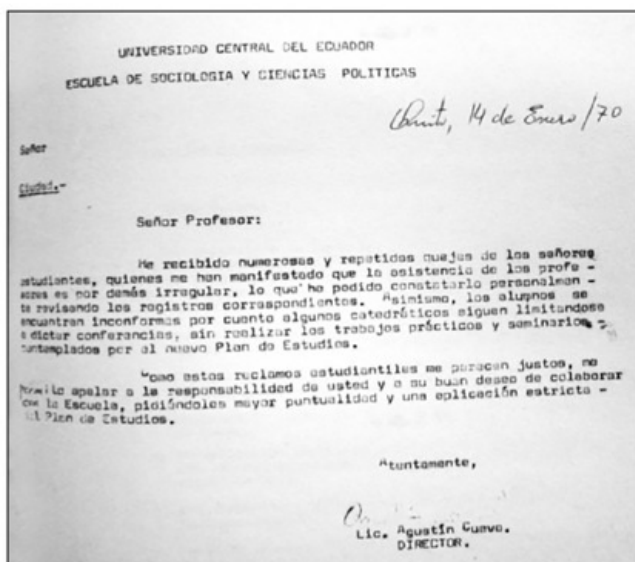 UNIVERSIDAD CENTRAL DEL ECUADOR
ESCUELA DE SOCIOLOGIA Y CIENCIAS POLITICAS
Quito, 14 de Enero/70
Señor
Ciudad.-
Señor Profesor:
He recibido numerosas y repetidas quejas de los señores
estudiantes, quienes me han manifestado que la asistencia de los profe -
sores es por demás irregular, lo que he podido constatarlo personalmen -
te revisando los registros correspondientes. Asimismo, los alumnos se
encuentran inconformes por cuanto algunos catedráticos siguen limitandose
a dictar conferencias, sin realizar los trabajos prácticos y seminarios
contemplados por el nuevo Plan de Estudios.
Como estos reclamos estudiantiles me parecen justos, me
permito apelar a la responsabilidad de usted y a su buen deseo de colaborar
con la Escuela, pidiéndoles mayor puntualidad y una aplicación estricta -
del Plan de Estudios.
Atentamente,
Lic. Agustín Cueva.
DIRECTOR.